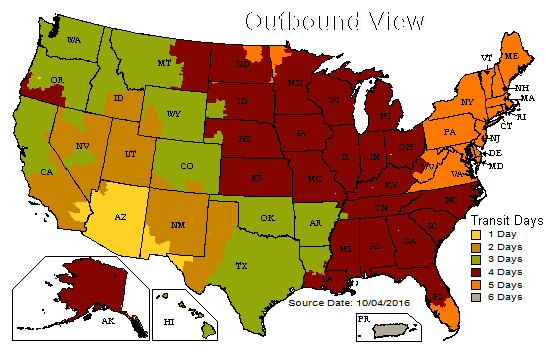 Outbound View
WA
OR
CA
NV
ID
MT
WY
UT
AZ
CO
NM
ND
SD
NE
KS
OK
TX
MN
IA
MO
AR
LA
WI
IL
MI
IN
OH
KY
TN
MS
AL
GA
FL
SC
NC
VA
WV
PA
NY
VT
ME
NH
MA
RI
CT
NJ
DE
MD
AK
HI
PR
Transit Days
1 Day
2 Days
3 Days
4 Days
5 Days
6 Days
Source Date: 10/04/2016